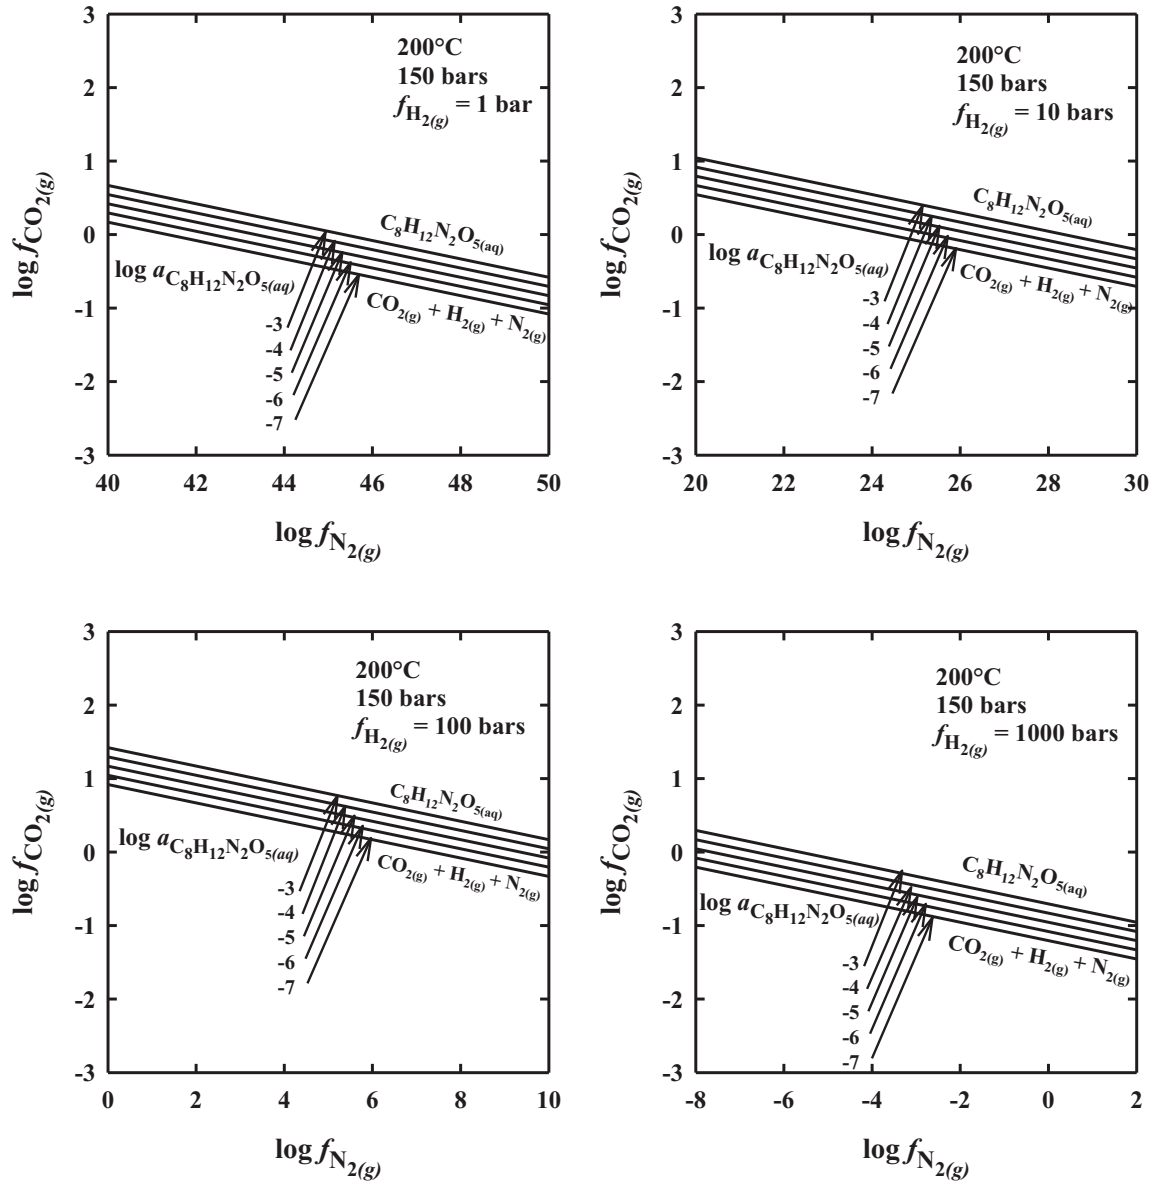 3
2
1
0
-1
-2
-3
log fCO2(g)
200°C
150 bars
fH2(g) = 1 bar
C8H12N2O5(aq)
log aC8H12N2O5(aq)
CO2(g) + H2(g) + N2(g)
-3
-4
-5
-6
-7
40 42 44 46 48 50
log fN2(g)
3
2
1
0
-1
-2
-3
log fCO2(g)
200°C
150 bars
fH2(g) = 10 bars
C8H12N2O5(aq)
log aC8H12N2O5(aq)
CO2(g) + H2(g) + N2(g)
-3
-4
-5
-6
-7
20 22 24 26 28 30
log fN2(g)
3
2
1
0
-1
-2
-3
log fCO2(g)
200°C
150 bars
fH2(g) = 100 bars
C8H12N2O5(aq)
log aC8H12N2O5(aq)
CO2(g) + H2(g) + N2(g)
-3
-4
-5
-6
-7
0 2 4 6 8 10
log fN2(g)
3
2
1
0
-1
-2
-3
log fCO2(g)
200°C
150 bars
fH2(g) = 1000 bars
C8H12N2O5(aq)
log aC8H12N2O5(aq)
CO2(g) + H2(g) + N2(g)
-3
-4
-5
-6
-7
-8 -6 -4 -2 0 2
log fN2(g)